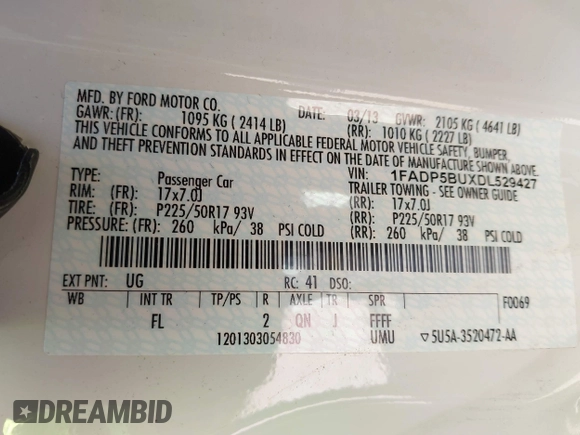 MFD. BY FORD MOTOR CO.
DATE: 03/13 GVWR: 2105 KG ( 4641 LB)
GAWR: (FR): 1095 KG ( 2414 LB) (RR): 1010 KG ( 2227 LB)
THIS VEHICLE CONFORMS TO ALL APPLICABLE FEDERAL MOTOR VEHICLE SAFETY, BUMPER,
AND THEFT PREVENTION STANDARDS IN EFFECT ON THE DATE OF MANUFACTURE SHOWN ABOVE.
VIN: 1FADP5BUXDL529427
TYPE: Passenger Car TRAILER TOWING - SEE OWNER GUIDE
RIM: (FR): 17x7.0J (RR): 17x7.0J
TIRE: (FR): P225/50R17 93V (RR): P225/50R17 93V
PRESSURE: (FR): 260 kPa/ 38 PSI COLD (RR): 260 kPa/ 38 PSI COLD
EXT PNT: UG RC: 41 DSO:
WB INT TR TP/PS R AXLE TR SPR F0069
FL 2 QN J FFFF
1201303054830 UMU ▽5U5A-3520472-AA
DREAMBID